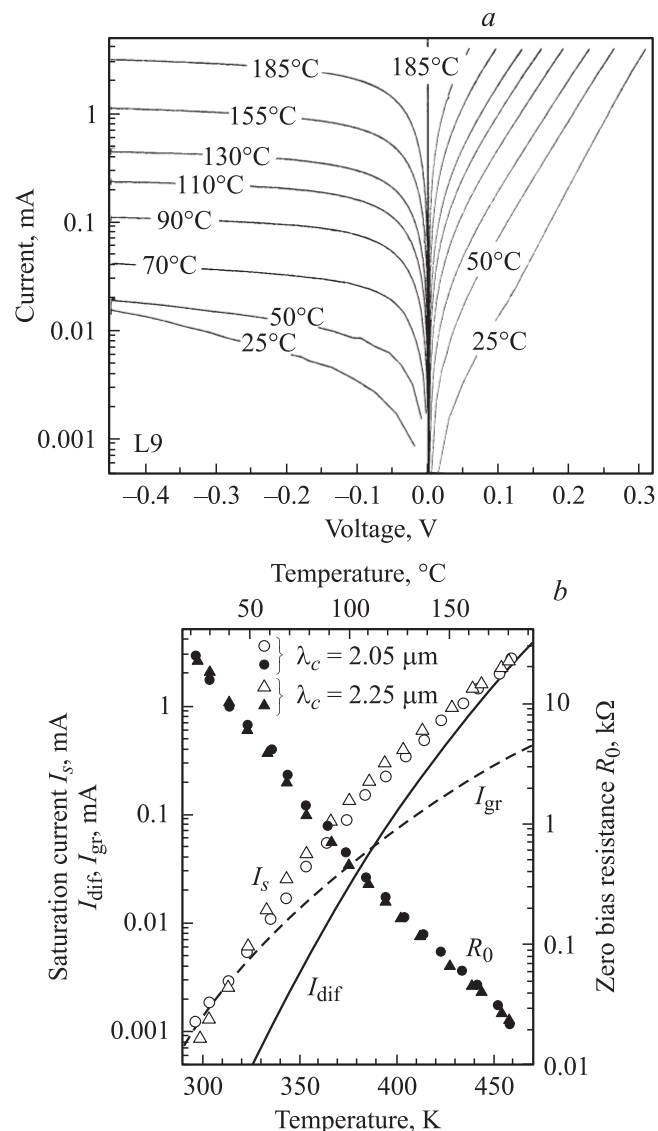 a
185°C
185°C
155°C
130°C
110°C
90°C
70°C
50°C
25°C
50°C
25°C
L9
Current, mA
1
0.1
0.01
0.001
–0.4
–0.3
–0.2
–0.1
0.0
0.1
0.2
0.3
Voltage, V
Temperature, °C
b
50
100
150
λc = 2.05 μm
λc = 2.25 μm
Saturation current Is, mA
Idif, Igr, mA
1
0.1
0.01
0.001
Is
Igr
Idif
R0
10
1
0.1
0.01
Zero bias resistance R0, kΩ
300
350
400
450
Temperature, K